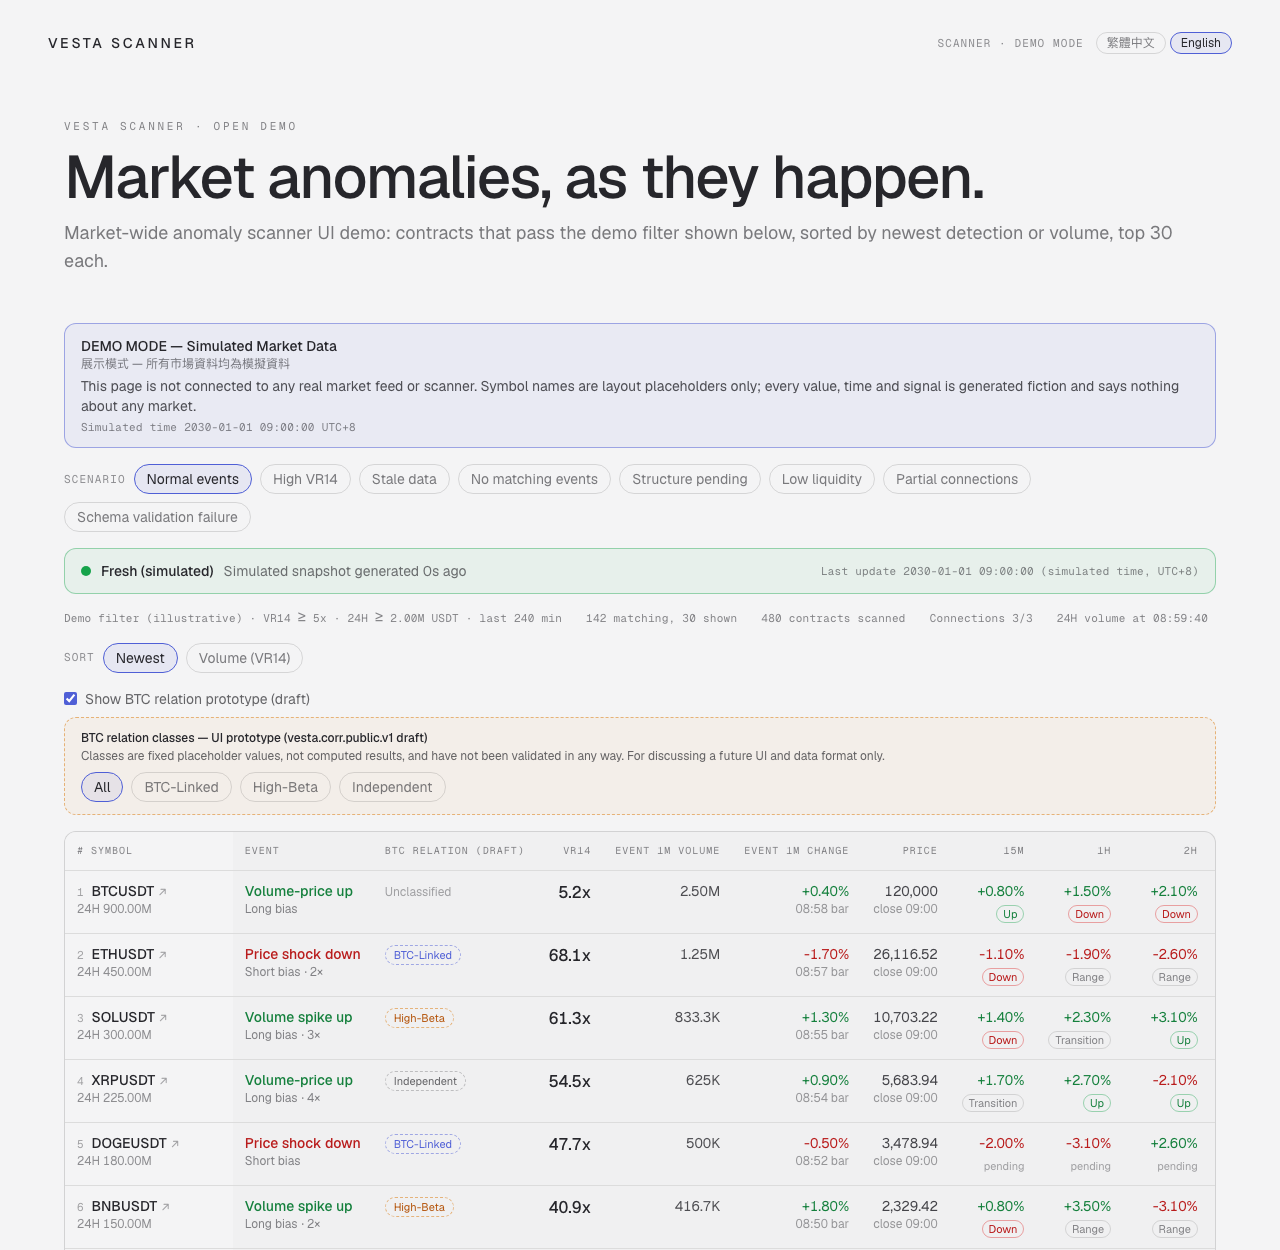 VESTA SCANNER
SCANNER · DEMO MODE 繁體中文 English
VESTA SCANNER · OPEN DEMO
Market anomalies, as they happen.
Market-wide anomaly scanner UI demo: contracts that pass the demo filter shown below, sorted by newest detection or volume, top 30
each.
DEMO MODE — Simulated Market Data
展示模式 — 所有市場資料均為模擬資料
This page is not connected to any real market feed or scanner. Symbol names are layout placeholders only; every value, time and signal is generated fiction and says nothing
about any market.
Simulated time 2030-01-01 09:00:00 UTC+8
SCENARIO Normal events High VR14 Stale data No matching events Structure pending Low liquidity Partial connections
Schema validation failure
Fresh (simulated) Simulated snapshot generated 0s ago Last update 2030-01-01 09:00:00 (simulated time, UTC+8)
Demo filter (illustrative) · VR14 ≥ 5x · 24H ≥ 2.00M USDT · last 240 min 142 matching, 30 shown 480 contracts scanned Connections 3/3 24H volume at 08:59:40
SORT Newest Volume (VR14)
Show BTC relation prototype (draft)
BTC relation classes — UI prototype (vesta.corr.public.v1 draft)
Classes are fixed placeholder values, not computed results, and have not been validated in any way. For discussing a future UI and data format only.
All BTC-Linked High-Beta Independent
# SYMBOL EVENT BTC RELATION (DRAFT) VR14 EVENT 1M VOLUME EVENT 1M CHANGE PRICE 15M 1H 2H
1 BTCUSDT ↗ Volume-price up Unclassified 5.2x 2.50M +0.40% 120,000 +0.80% +1.50% +2.10%
24H 900.00M Long bias 08:58 bar close 09:00 Up Down Down
2 ETHUSDT ↗ Price shock down BTC-Linked 68.1x 1.25M -1.70% 26,116.52 -1.10% -1.90% -2.60%
24H 450.00M Short bias · 2× 08:57 bar close 09:00 Down Range Range
3 SOLUSDT ↗ Volume spike up High-Beta 61.3x 833.3K +1.30% 10,703.22 +1.40% +2.30% +3.10%
24H 300.00M Long bias · 3× 08:55 bar close 09:00 Down Transition Up
4 XRPUSDT ↗ Volume-price up Independent 54.5x 625K +0.90% 5,683.94 +1.70% +2.70% -2.10%
24H 225.00M Long bias · 4× 08:54 bar close 09:00 Transition Up Up
5 DOGEUSDT ↗ Price shock down BTC-Linked 47.7x 500K -0.50% 3,478.94 -2.00% -3.10% +2.60%
24H 180.00M Short bias 08:52 bar close 09:00 pending pending pending
6 BNBUSDT ↗ Volume spike up High-Beta 40.9x 416.7K +1.80% 2,329.42 +0.80% +3.50% -3.10%
24H 150.00M Long bias · 2× 08:50 bar close 09:00 Down Range Range